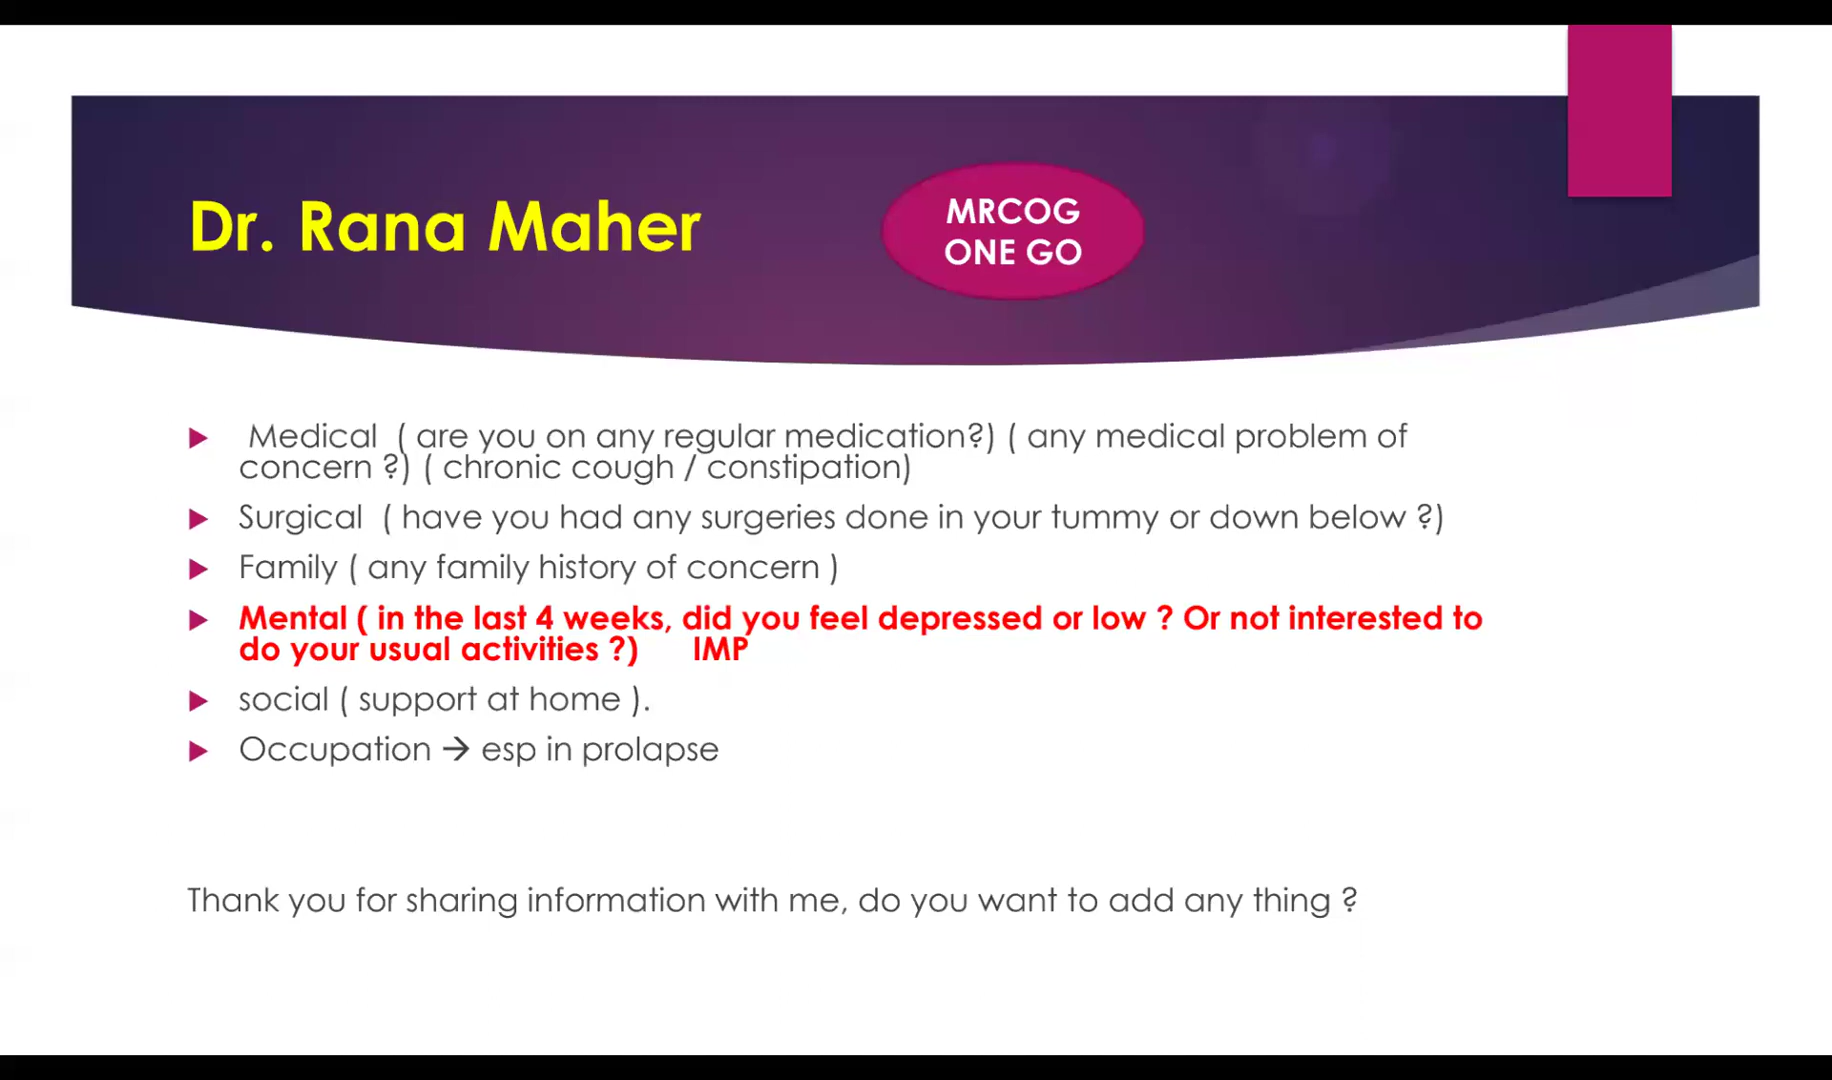 Dr. Rana Maher
MRCOG
ONE GO
Medical ( are you on any regular medication?) ( any medical problem of
concern ?) ( chronic cough / constipation)
Surgical ( have you had any surgeries done in your tummy or down below ?)
Family ( any family history of concern )
Mental ( in the last 4 weeks, did you feel depressed or low ? Or not interested to
do your usual activities ?) IMP
social ( support at home ).
Occupation → esp in prolapse
Thank you for sharing information with me, do you want to add any thing ?